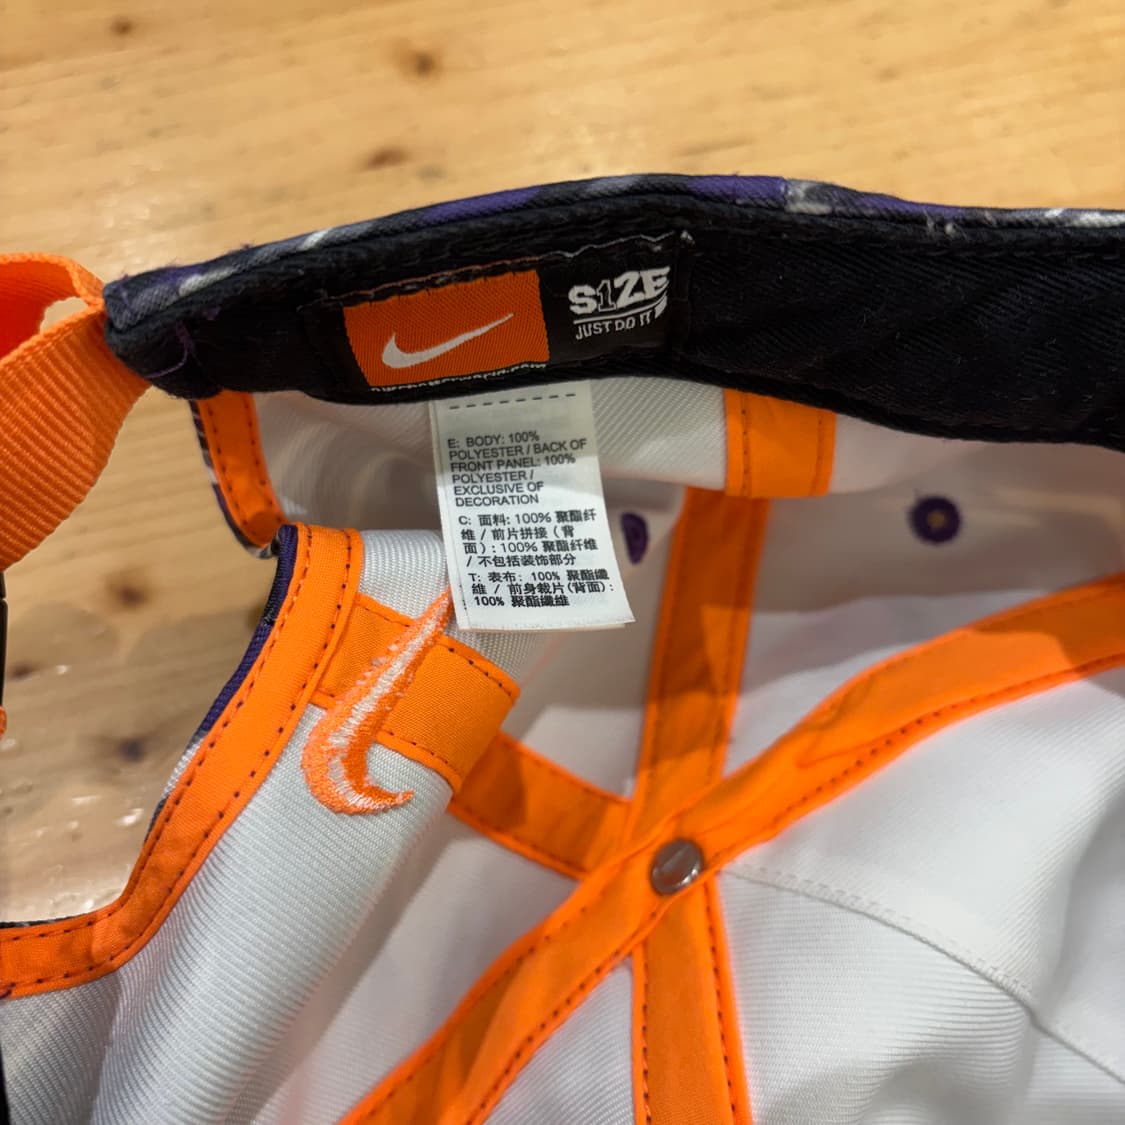 S1ZE
JUST DO IT
E: BODY: 100%
POLYESTER / BACK OF
FRONT PANEL: 100%
POLYESTER /
EXCLUSIVE OF
DECORATION
C: 面料: 100% 聚酯纤
维 / 前片拼接（背
面）: 100% 聚酯纤维
/ 不包括装饰部分
T: 表布: 100% 聚酯纖
維 / 前身裁片(背面):
100% 聚酯纖維